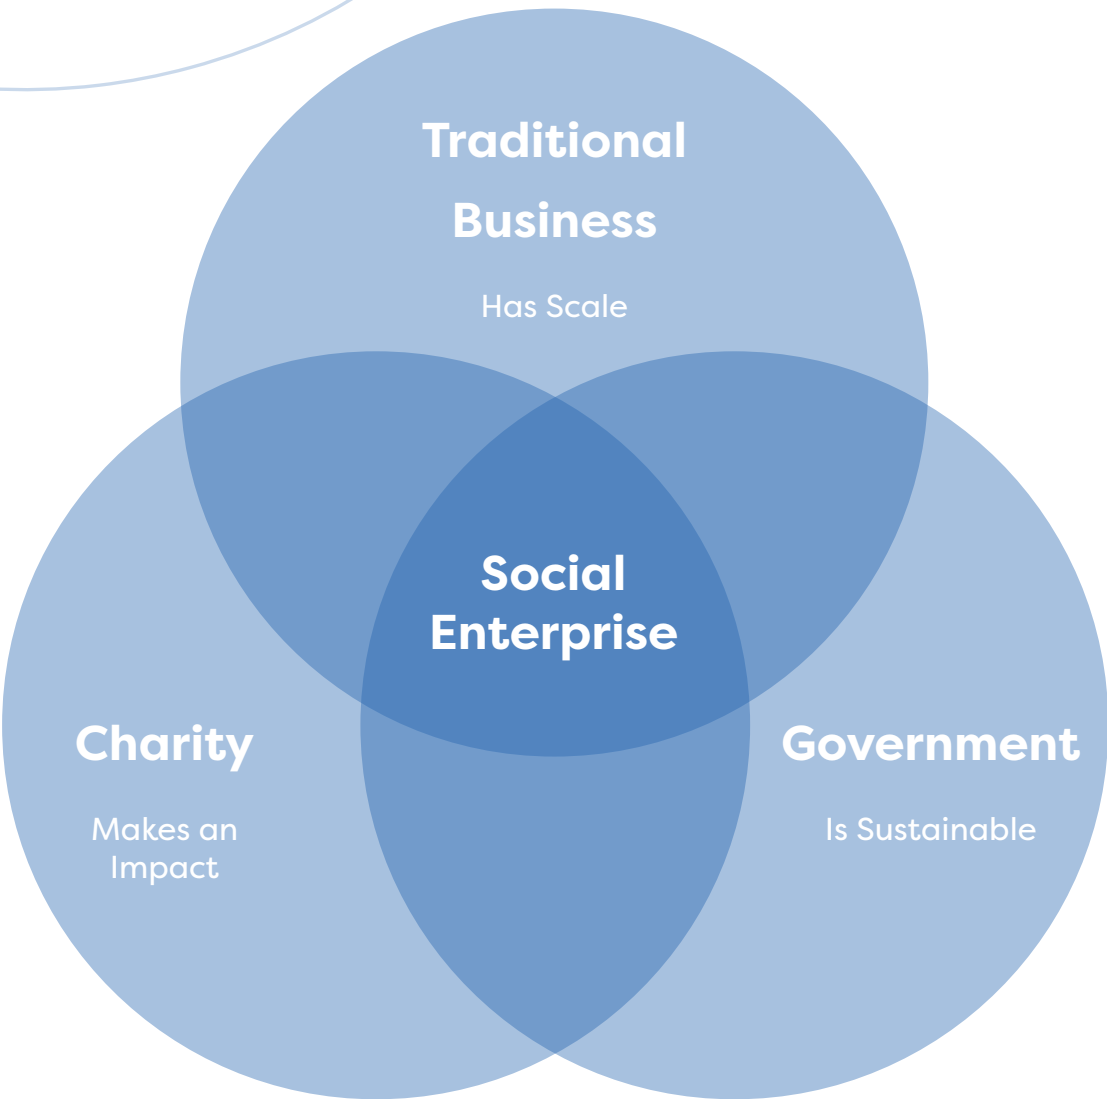 Traditional
Business
Has Scale
Social
Enterprise
Charity
Makes an
Impact
Government
Is Sustainable